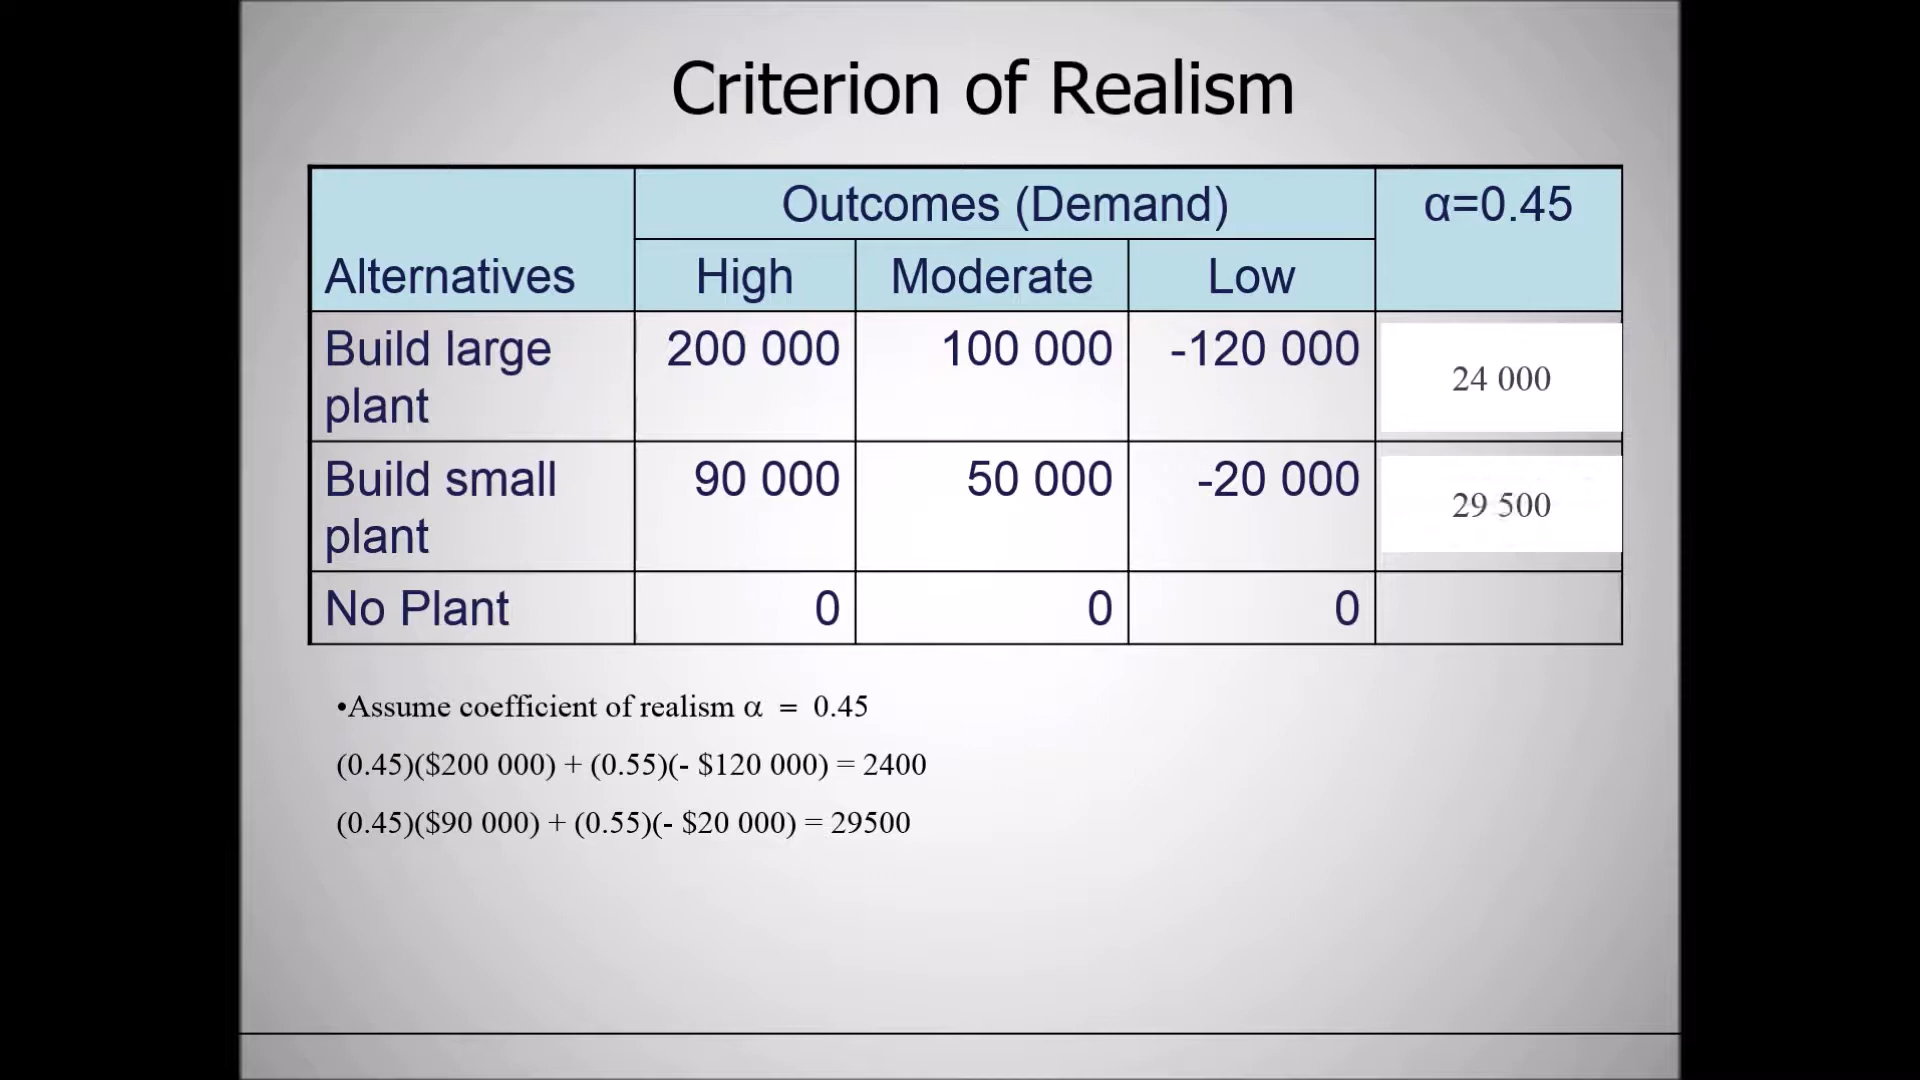 Criterion of Realism
Outcomes (Demand) α=0.45
Alternatives High Moderate Low
Build large 200 000 100 000 -120 000 24 000
plant
Build small 90 000 50 000 -20 000 29 500
plant
No Plant 0 0 0
•Assume coefficient of realism α = 0.45
(0.45)($200 000) + (0.55)(- $120 000) = 2400
(0.45)($90 000) + (0.55)(- $20 000) = 29500